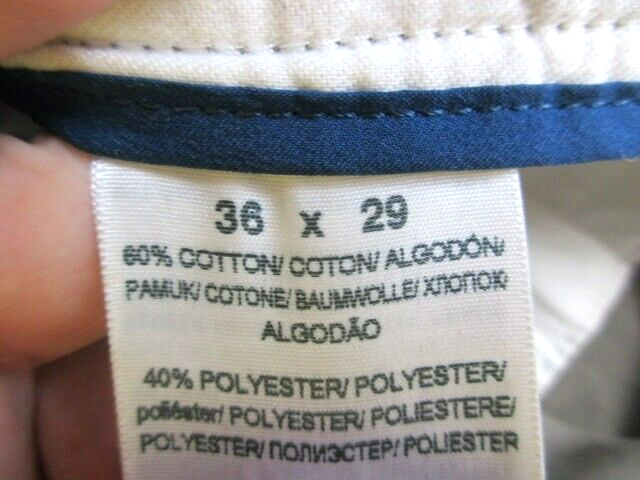 36 x 29
60% COTTON/ COTON/ ALGODÓN/
PAMUK/ COTONE/ BAUMWOLLE/ ХЛОПОК/
ALGODÃO
40% POLYESTER/ POLYESTER/
poliéster/ POLYESTER/ POLIESTERE/
POLYESTER/ ПОЛИЭСТЕР/ POLIESTER